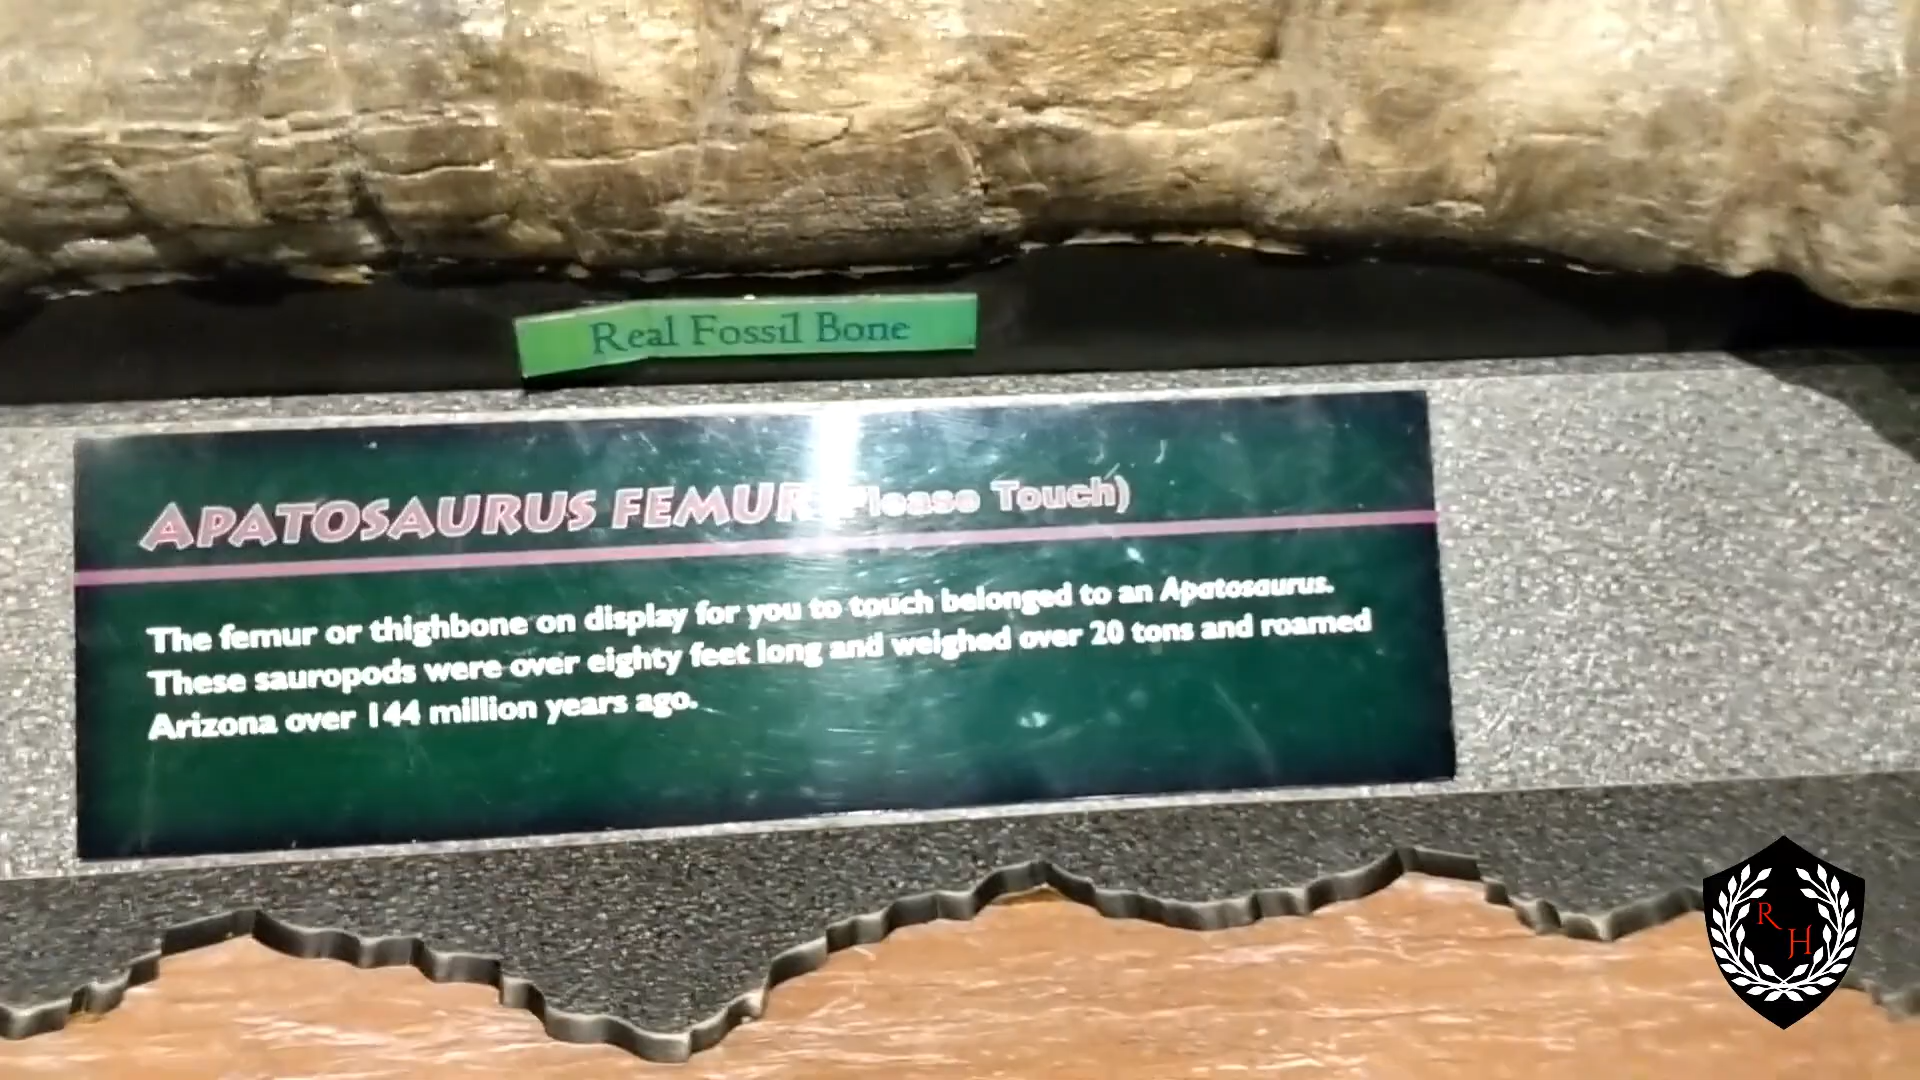 Real Fossil Bone
APATOSAURUS FEMUR (Please Touch)
The femur or thighbone on display for you to touch belonged to an Apatosaurus.
These sauropods were over eighty feet long and weighed over 20 tons and roamed
Arizona over 144 million years ago.
R
H